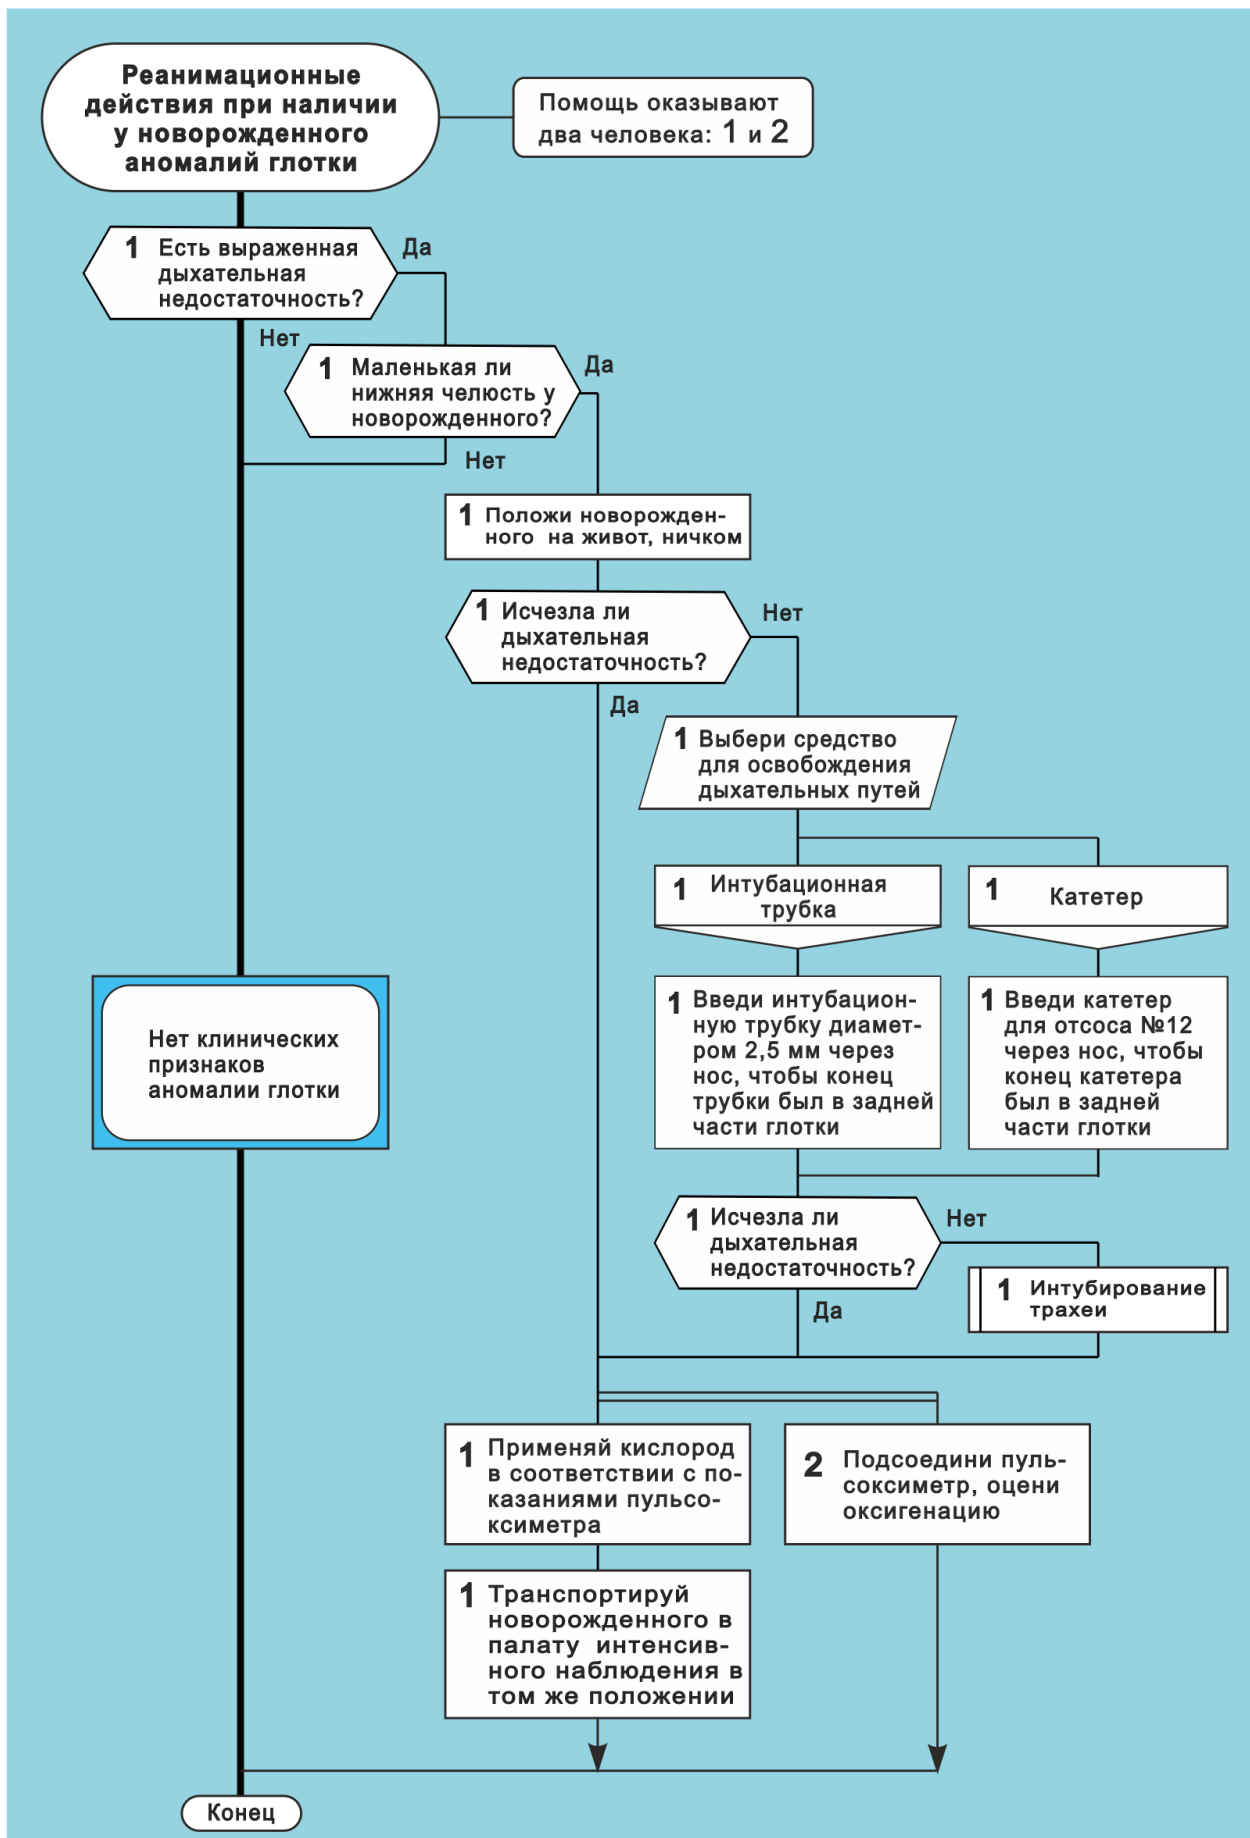 Реанимационные
действия при наличии
у новорожденного
аномалий глотки
Помощь оказывают
два человека: 1 и 2
1 Есть выраженная
дыхательная
недостаточность?
Да
Нет
1 Маленькая ли
нижняя челюсть у
новорожденного?
Да
Нет
1 Положи новорожден-
ного на живот, ничком
1 Исчезла ли
дыхательная
недостаточность?
Нет
Да
1 Выбери средство
для освобождения
дыхательных путей
1 Интубационная
трубка
1 Катетер
1 Введи интубацион-
ную трубку диамет-
ром 2,5 мм через
нос, чтобы конец
трубки был в задней
части глотки
1 Введи катетер
для отсоса №12
через нос, чтобы
конец катетера
был в задней
части глотки
Нет клинических
признаков
аномалии глотки
1 Исчезла ли
дыхательная
недостаточность?
Нет
Да
1 Интубирование
трахеи
1 Применяй кислород
в соответствии с по-
казаниями пульсо-
ксиметра
2 Подсоедини пуль-
соксиметр, оцени
оксигенацию
1 Транспортируй
новорожденного в
палату интенсив-
ного наблюдения в
том же положении
Конец